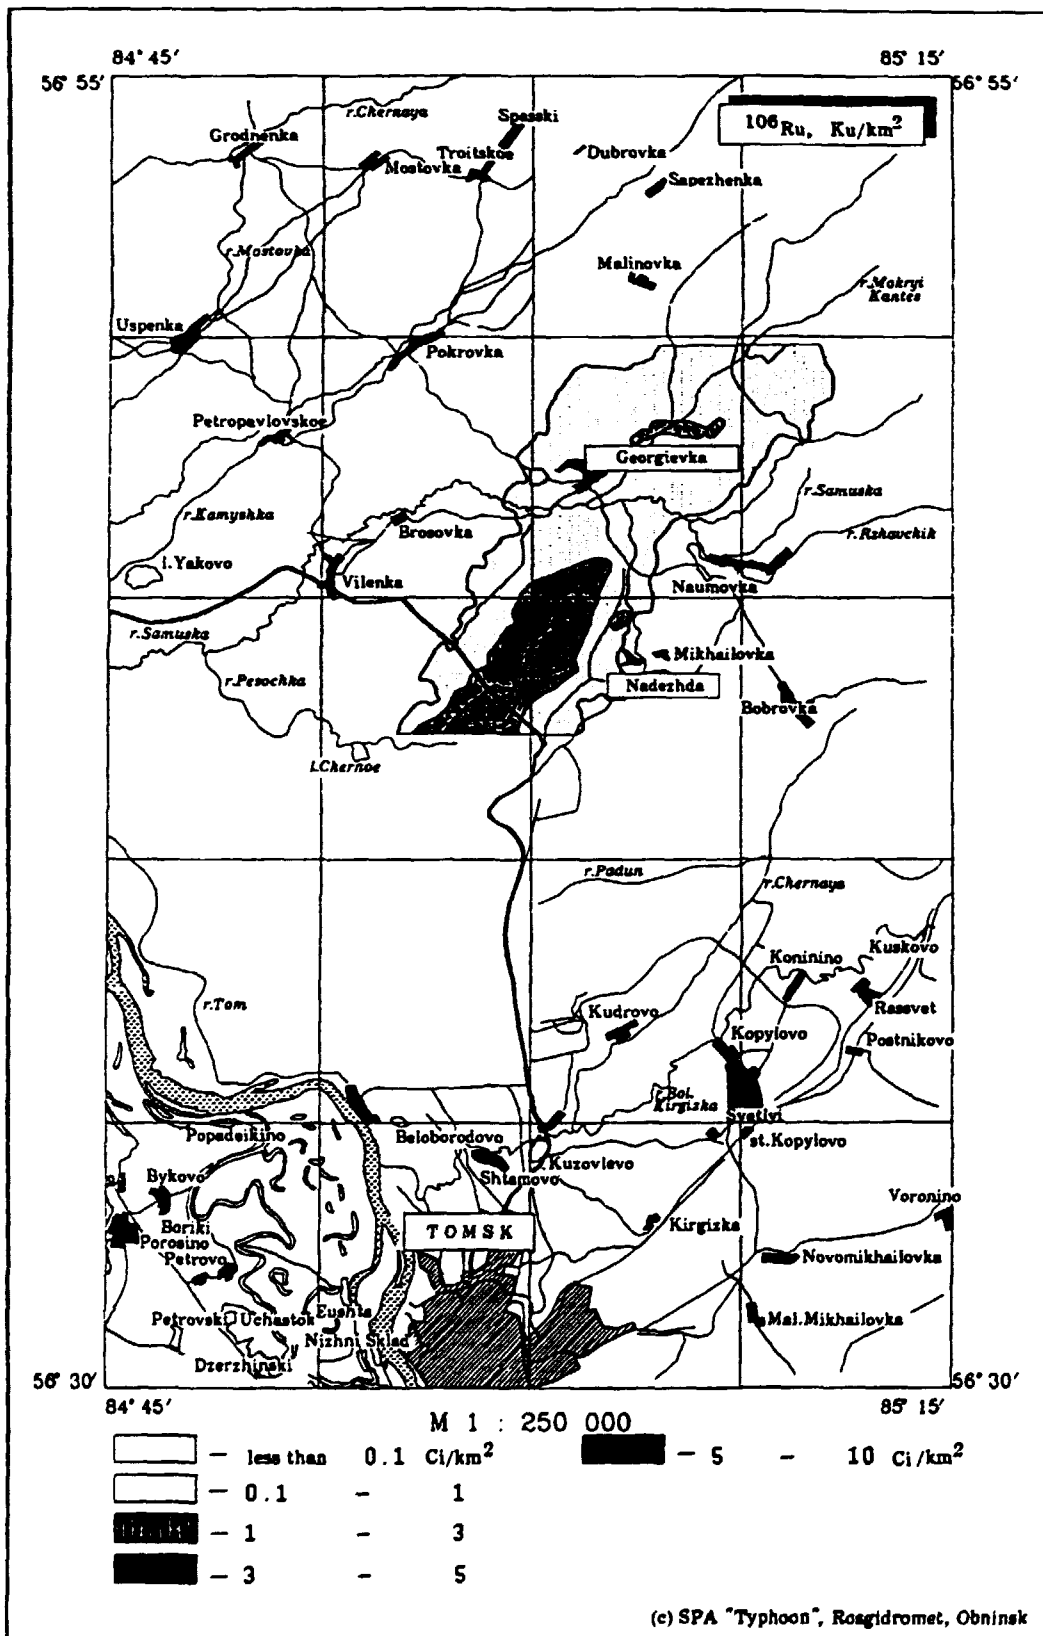 84° 45′ 85° 15′
56° 55′ 56° 55′
106Ru, Ku/km2
r.Chernaya
Spasski
Grodnenka
Troitskoe
Mostovka
Dubrovka
Sapezhenka
r.Mostovka
Malinovka
r.Mokryi
Kantes
Uspenka
Pokrovka
Petropavlovskoe
Georgievka
r.Samuska
r.Kamyshka
Brosovka
r.Rzhavchik
l.Yakovo
Vilenka
Naumovka
r.Samuska
Mikhailovka
r.Pesochka
Nadezhda
Bobrovka
l.Chernoe
r.Padun
r.Chernaya
Kuskovo
Koninino
r.Tom
Kudrovo
Rassvet
Kopylovo
Postnikovo
r.Bol.
Kirgizka
Svetlyi
Popadeikino
Beloborodovo
st.Kopylovo
Kuzovlevo
Bykovo
Shtamovo
Voronino
Boriki
TOMSK
Kirgizka
Porosino
Petrovo
Novomikhailovka
Petrovski Uchastok
Eushta
Mal.Mikhailovka
Nizhni Sklad
Dzerzhinski
56° 30′ 56° 30′
84° 45′ 85° 15′
M 1 : 250 000
– less than 0.1 Ci/km2 – 5 – 10 Ci/km2
– 0.1 – 1
– 1 – 3
– 3 – 5
(c) SPA "Typhoon", Rosgidromet, Obninsk